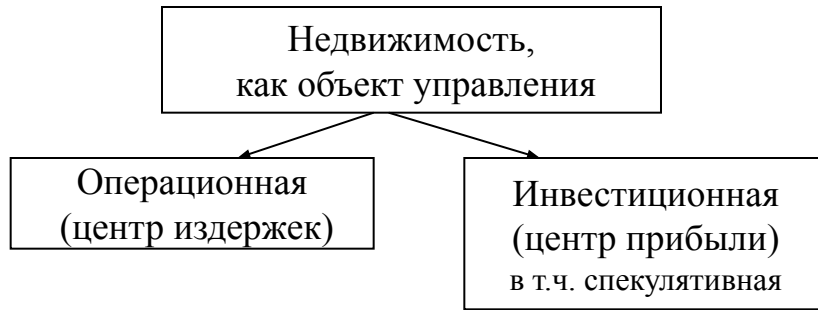 Недвижимость,
как объект управления
Операционная
(центр издержек)
Инвестиционная
(центр прибыли)
в т.ч. спекулятивная